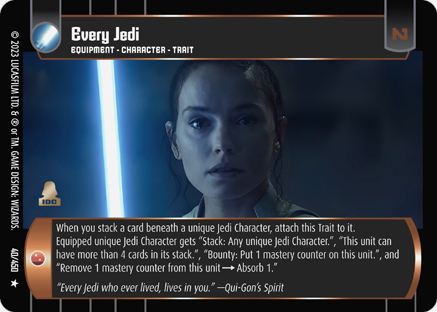 Every Jedi
EQUIPMENT • CHARACTER • TRAIT
N
© 2023 LUCASFILM LTD. & ® or TM. GAME DESIGN: WIZARDS.
IDC
40/450
When you stack a card beneath a unique Jedi Character, attach this Trait to it.
Equipped unique Jedi Character gets "Stack: Any unique Jedi Character.", "This unit can
have more than 4 cards in its stack.", "Bounty: Put 1 mastery counter on this unit.", and
"Remove 1 mastery counter from this unit → Absorb 1."
"Every Jedi who ever lived, lives in you." —Qui-Gon's Spirit